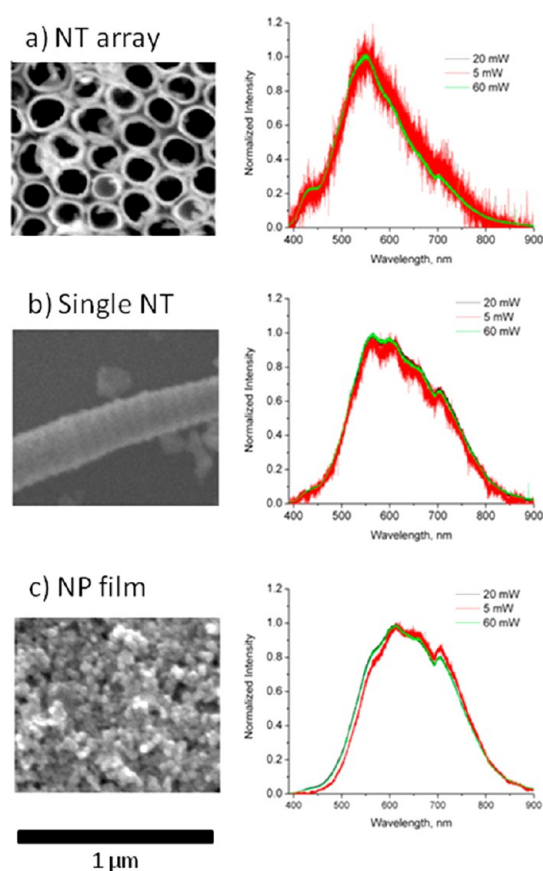 a) NT array
20 mW
5 mW
60 mW
Normalized Intensity
1.2
1.0
0.8
0.6
0.4
0.2
0.0
400 500 600 700 800 900
Wavelength, nm
b) Single NT
20 mW
5 mW
60 mW
Normalized Intensity
1.2
1.0
0.8
0.6
0.4
0.2
0.0
400 500 600 700 800 900
Wavelength, nm
c) NP film
20 mW
5 mW
60 mW
Normalized Intensity
1.2
1.0
0.8
0.6
0.4
0.2
0.0
400 500 600 700 800 900
Wavelength, nm
1 μm